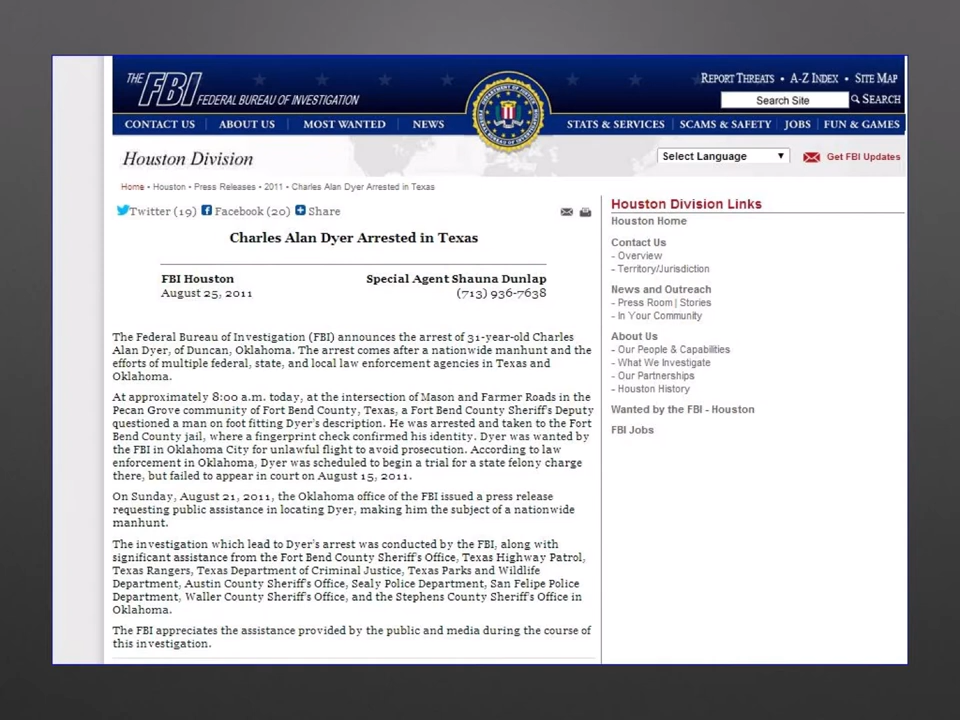 THE FBI FEDERAL BUREAU OF INVESTIGATION
REPORT THREATS • A-Z INDEX • SITE MAP
Search Site SEARCH
CONTACT US ABOUT US MOST WANTED NEWS STATS & SERVICES SCAMS & SAFETY JOBS FUN & GAMES
Houston Division
Select Language
Get FBI Updates
Home • Houston • Press Releases • 2011 • Charles Alan Dyer Arrested in Texas
Twitter (19) Facebook (20) Share
Charles Alan Dyer Arrested in Texas
FBI Houston Special Agent Shauna Dunlap
August 25, 2011 (713) 936-7638
The Federal Bureau of Investigation (FBI) announces the arrest of 31-year-old Charles
Alan Dyer, of Duncan, Oklahoma. The arrest comes after a nationwide manhunt and the
efforts of multiple federal, state, and local law enforcement agencies in Texas and
Oklahoma.
At approximately 8:00 a.m. today, at the intersection of Mason and Farmer Roads in the
Pecan Grove community of Fort Bend County, Texas, a Fort Bend County Sheriff's Deputy
questioned a man on foot fitting Dyer's description. He was arrested and taken to the Fort
Bend County jail, where a fingerprint check confirmed his identity. Dyer was wanted by
the FBI in Oklahoma City for unlawful flight to avoid prosecution. According to law
enforcement in Oklahoma, Dyer was scheduled to begin a trial for a state felony charge
there, but failed to appear in court on August 15, 2011.
On Sunday, August 21, 2011, the Oklahoma office of the FBI issued a press release
requesting public assistance in locating Dyer, making him the subject of a nationwide
manhunt.
The investigation which lead to Dyer's arrest was conducted by the FBI, along with
significant assistance from the Fort Bend County Sheriff's Office, Texas Highway Patrol,
Texas Rangers, Texas Department of Criminal Justice, Texas Parks and Wildlife
Department, Austin County Sheriff's Office, Sealy Police Department, San Felipe Police
Department, Waller County Sheriff's Office, and the Stephens County Sheriff's Office in
Oklahoma.
The FBI appreciates the assistance provided by the public and media during the course of
this investigation.
Houston Division Links
Houston Home
Contact Us
- Overview
- Territory/Jurisdiction
News and Outreach
- Press Room | Stories
- In Your Community
About Us
- Our People & Capabilities
- What We Investigate
- Our Partnerships
- Houston History
Wanted by the FBI - Houston
FBI Jobs